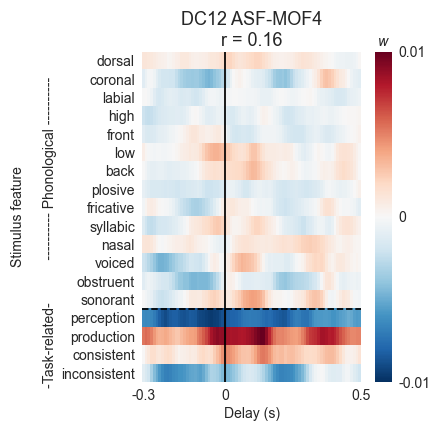 DC12 ASF-MOF4
r = 0.16
w
dorsal
coronal
labial
high
front
low
back
plosive
fricative
syllabic
nasal
voiced
obstruent
sonorant
perception
production
consistent
inconsistent
Stimulus feature
-Task-related- ----------- Phonological -----------
0.01
0
-0.01
-0.3 0 0.5
Delay (s)